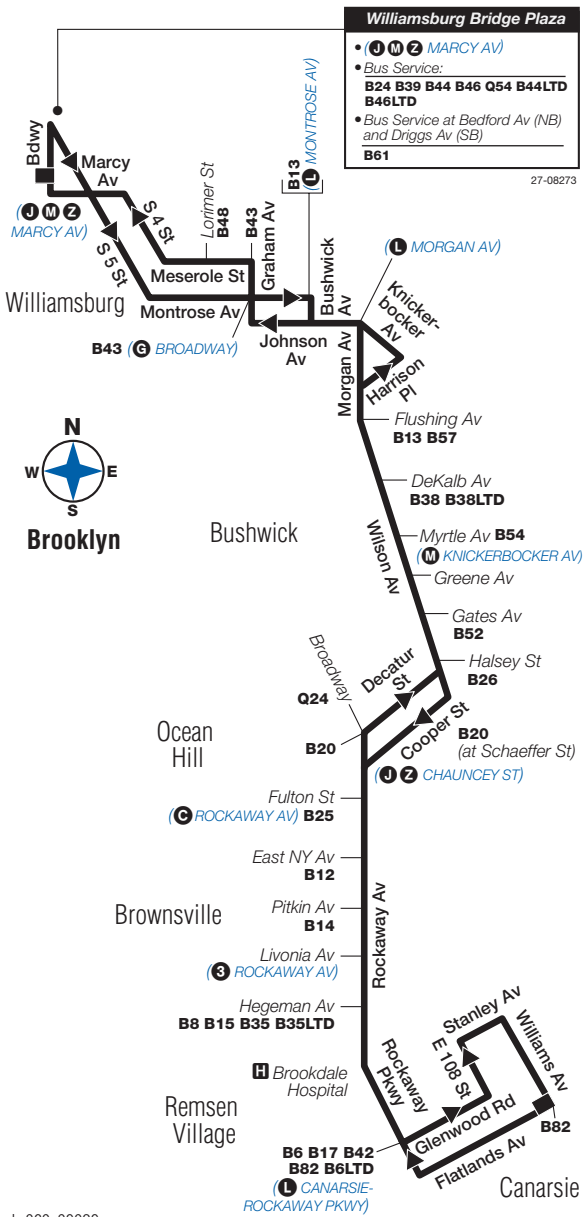 Williamsburg Bridge Plaza
• (J M Z MARCY AV)
• Bus Service:
B24 B39 B44 B46 Q54 B44LTD
B46LTD
• Bus Service at Bedford Av (NB)
and Driggs Av (SB)
B61
27-08273
Bdwy
Marcy
Av
(J M Z
MARCY AV)
S 4 St
S 5 St
Lorimer St
B48
B43
Graham Av
B13
(L MONTROSE AV)
Bushwick
Av
(L MORGAN AV)
Knicker-
bocker
Av
Meserole St
Williamsburg
Montrose Av
B43 (G BROADWAY)
Johnson
Av
Morgan Av
Harrison
Pl
Flushing Av
B13 B57
N
W
E
S
Brooklyn
DeKalb Av
B38 B38LTD
Bushwick
Wilson Av
Myrtle Av B54
(M KNICKERBOCKER AV)
Greene Av
Gates Av
B52
Halsey St
B26
Broadway
Q24
Decatur
St
Cooper St
B20
B20
(at Schaeffer St)
Ocean
Hill
(J Z CHAUNCEY ST)
Fulton St
(C ROCKAWAY AV) B25
East NY Av
B12
Rockaway Av
Brownsville
Pitkin Av
B14
Livonia Av
(3 ROCKAWAY AV)
Hegeman Av
B8 B15 B35 B35LTD
H Brookdale
Hospital
Rockaway
Pkwy
Stanley Av
E 108 St
Williams Av
Remsen
Village
Glenwood Rd
B82
B6 B17 B42
B82 B6LTD
Flatlands Av
(L CANARSIE-
ROCKAWAY PKWY)
Canarsie